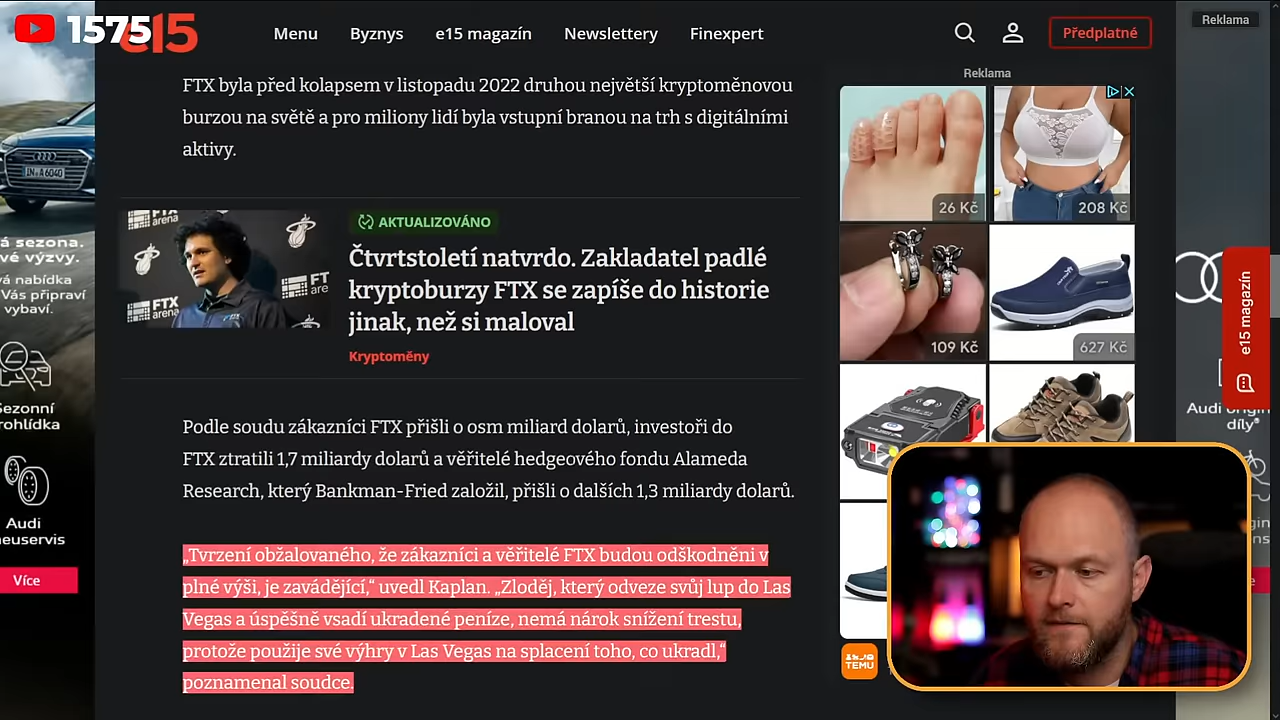 1575
e15
Menu
Byznys
e15 magazín
Newslettery
Finexpert
Předplatné
Reklama
Reklama
FTX byla před kolapsem v listopadu 2022 druhou největší kryptoměnovou
burzou na světě a pro miliony lidí byla vstupní branou na trh s digitálními
aktivy.
AKTUALIZOVÁNO
Čtvrtstoletí natvrdo. Zakladatel padlé
kryptoburzy FTX se zapíše do historie
jinak, než si maloval
Kryptoměny
Podle soudu zákazníci FTX přišli o osm miliard dolarů, investoři do
FTX ztratili 1,7 miliardy dolarů a věřitelé hedgeového fondu Alameda
Research, který Bankman-Fried založil, přišli o dalších 1,3 miliardy dolarů.
„Tvrzení obžalovaného, že zákazníci a věřitelé FTX budou odškodněni v
plné výši, je zavádějící,“ uvedl Kaplan. „Zloděj, který odveze svůj lup do Las
Vegas a úspěšně vsadí ukradené peníze, nemá nárok snížení trestu,
protože použije své výhry v Las Vegas na splacení toho, co ukradl,“
poznamenal soudce.
FTX
arena
FTX
á sezona.
vé výzvy.
vá nabídka
Vás připraví
vybaví.
Sezonní
rohlídka
Audi
neuservis
Více
26 Kč
208 Kč
109 Kč
627 Kč
TEMU
e15 magazín
Audi
díly